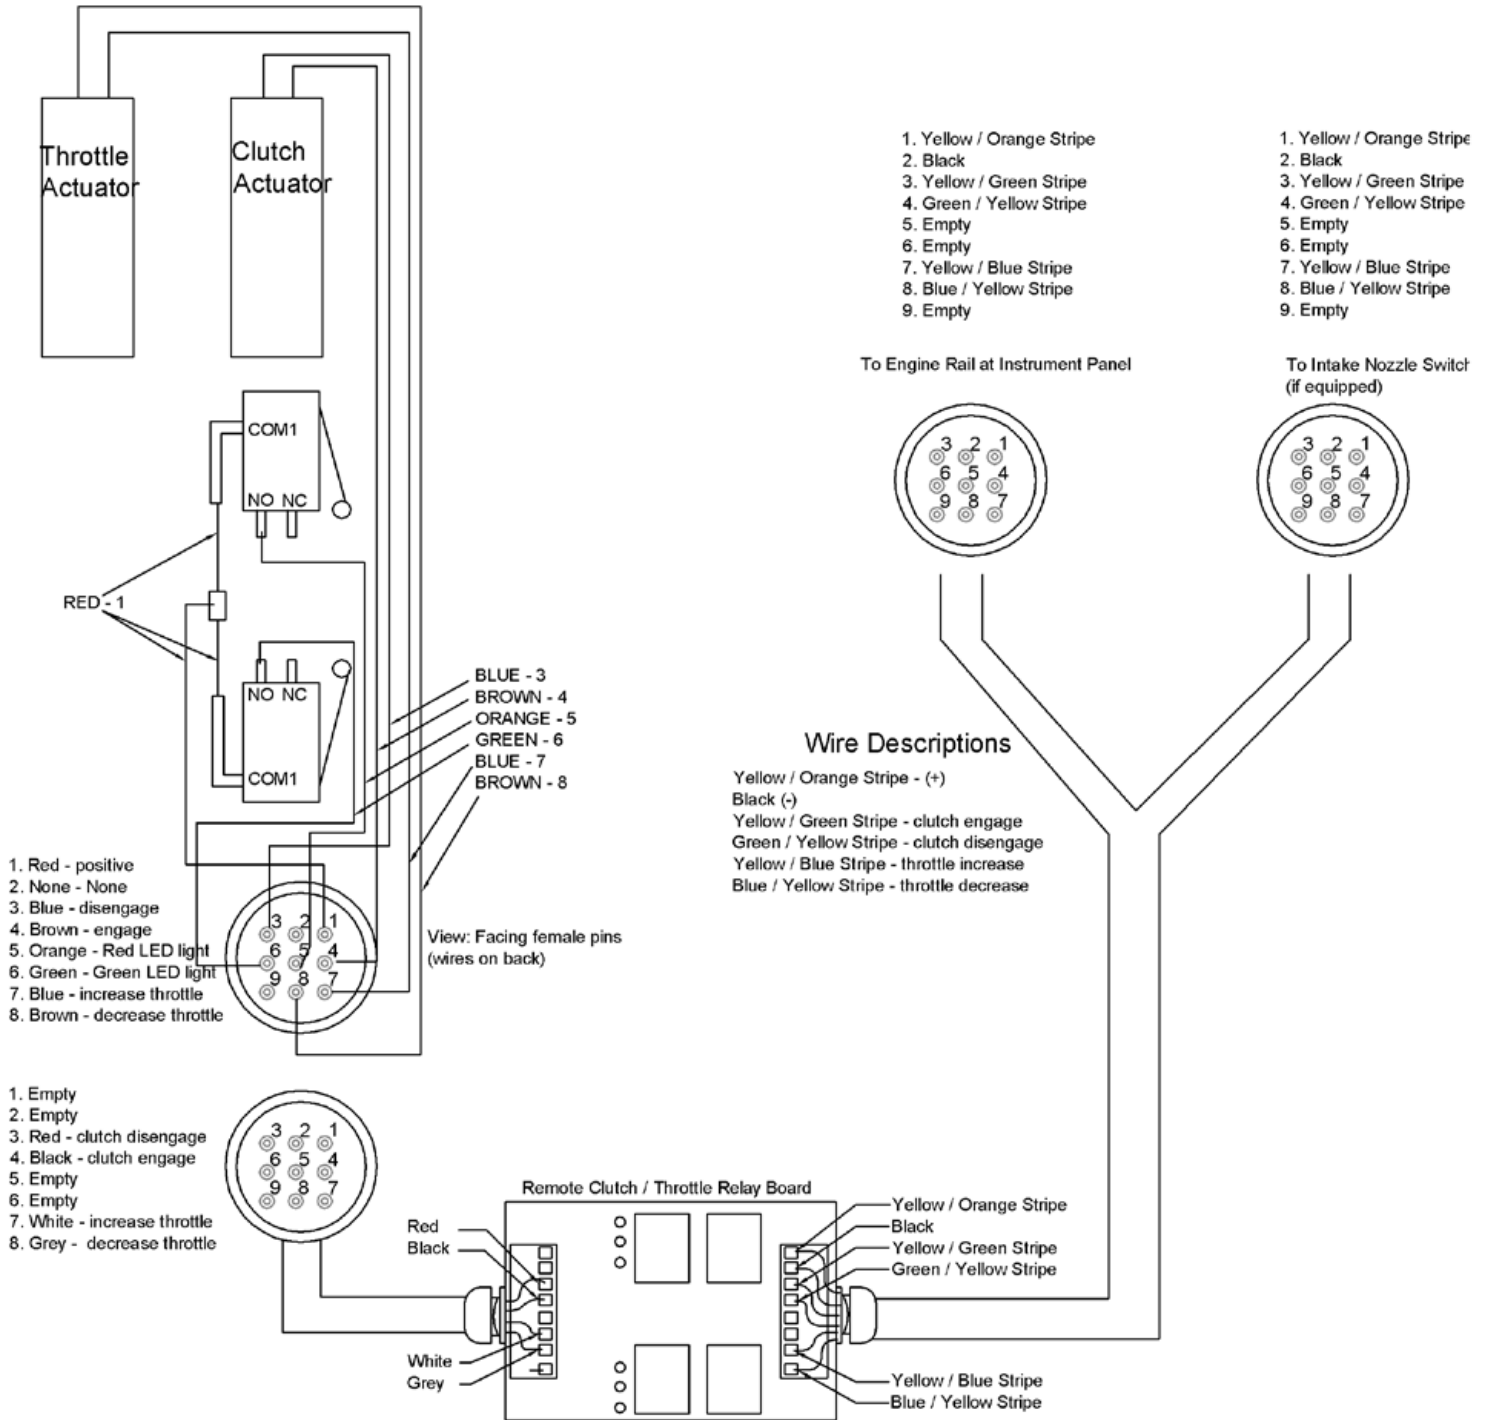 Throttle
Actuator
Clutch
Actuator
1. Yellow / Orange Stripe
2. Black
3. Yellow / Green Stripe
4. Green / Yellow Stripe
5. Empty
6. Empty
7. Yellow / Blue Stripe
8. Blue / Yellow Stripe
9. Empty
1. Yellow / Orange Stripe
2. Black
3. Yellow / Green Stripe
4. Green / Yellow Stripe
5. Empty
6. Empty
7. Yellow / Blue Stripe
8. Blue / Yellow Stripe
9. Empty
To Engine Rail at Instrument Panel
To Intake Nozzle Switch
(if equipped)
3 2 1
6 5 4
9 8 7
3 2 1
6 5 4
9 8 7
COM1
NO NC
RED - 1
NO NC
COM1
BLUE - 3
BROWN - 4
ORANGE - 5
GREEN - 6
BLUE - 7
BROWN - 8
Wire Descriptions
Yellow / Orange Stripe - (+)
Black (-)
Yellow / Green Stripe - clutch engage
Green / Yellow Stripe - clutch disengage
Yellow / Blue Stripe - throttle increase
Blue / Yellow Stripe - throttle decrease
1. Red - positive
2. None - None
3. Blue - disengage
4. Brown - engage
5. Orange - Red LED light
6. Green - Green LED light
7. Blue - increase throttle
8. Brown - decrease throttle
3 2 1
6 5 4
9 8 7
View: Facing female pins
(wires on back)
1. Empty
2. Empty
3. Red - clutch disengage
4. Black - clutch engage
5. Empty
6. Empty
7. White - increase throttle
8. Grey - decrease throttle
3 2 1
6 5 4
9 8 7
Remote Clutch / Throttle Relay Board
Red
Black
White
Grey
Yellow / Orange Stripe
Black
Yellow / Green Stripe
Green / Yellow Stripe
Yellow / Blue Stripe
Blue / Yellow Stripe